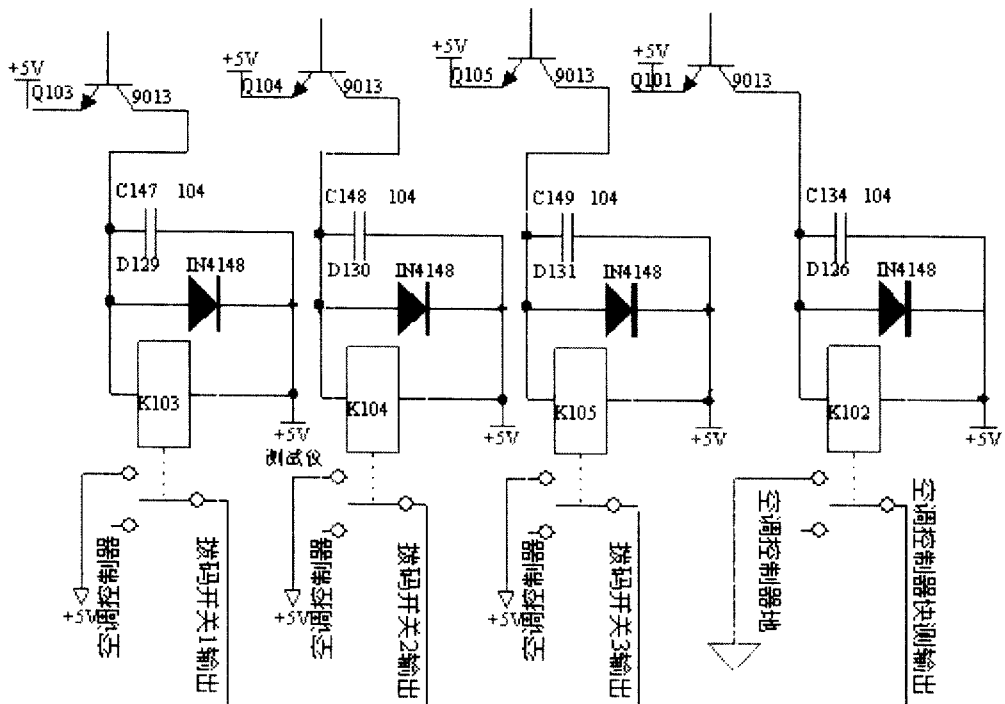 +5V
Q103
9013
+5V
Q104
9013
+5V
Q105
9013
+5V
Q101
9013
C147 104
C148 104
C149 104
C134 104
D129 IN4148
D130 IN4148
D131 IN4148
D126 IN4148
K103
K104
K105
K102
+5V
+5V
+5V
+5V
测试仪
+5V
空调控制器
拨码开关1输出
+5V
空调控制器
拨码开关2输出
+5V
空调控制器
拨码开关3输出
空调控制器地
空调控制器快测输出